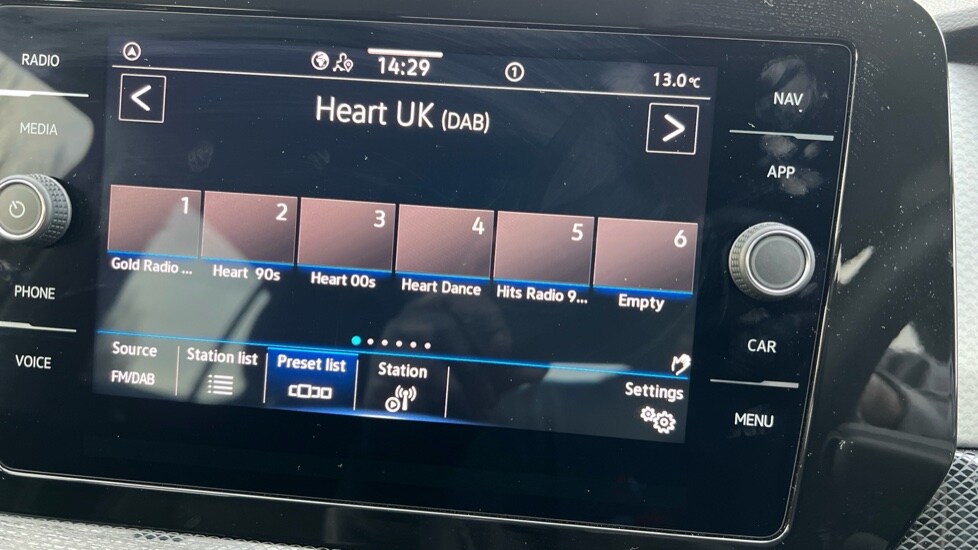 RADIO
MEDIA
PHONE
VOICE
14:29
1
13.0°C
<
Heart UK (DAB)
>
1
2
3
4
5
6
Gold Radio ...
Heart 90s
Heart 00s
Heart Dance
Hits Radio 9...
Empty
Source
FM/DAB
Station list
Preset list
Station
Settings
NAV
APP
CAR
MENU